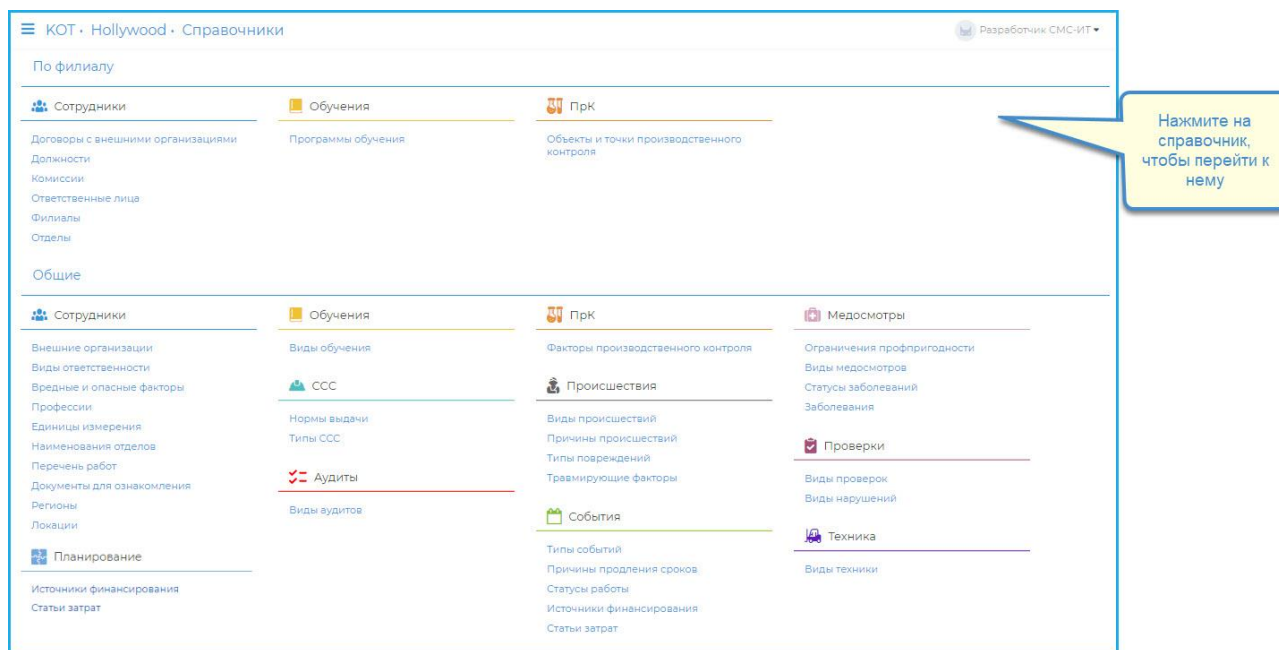 КОТ · Hollywood · Справочники
Разработчик СМС-ИТ
По филиалу
Сотрудники
Договоры с внешними организациями
Должности
Комиссии
Ответственные лица
Филиалы
Отделы
Обучения
Программы обучения
ПрК
Объекты и точки производственного
контроля
Нажмите на
справочник,
чтобы перейти к
нему
Общие
Сотрудники
Внешние организации
Виды ответственности
Вредные и опасные факторы
Профессии
Единицы измерения
Наименования отделов
Перечень работ
Документы для ознакомления
Регионы
Локации
Планирование
Источники финансирования
Статьи затрат
Обучения
Виды обучения
ССС
Нормы выдачи
Типы ССС
Аудиты
Виды аудитов
ПрК
Факторы производственного контроля
Происшествия
Виды происшествий
Причины происшествий
Типы повреждений
Травмирующие факторы
События
Типы событий
Причины продления сроков
Статусы работы
Источники финансирования
Статьи затрат
Медосмотры
Ограничения профпригодности
Виды медосмотров
Статусы заболеваний
Заболевания
Проверки
Виды проверок
Виды нарушений
Техника
Виды техники